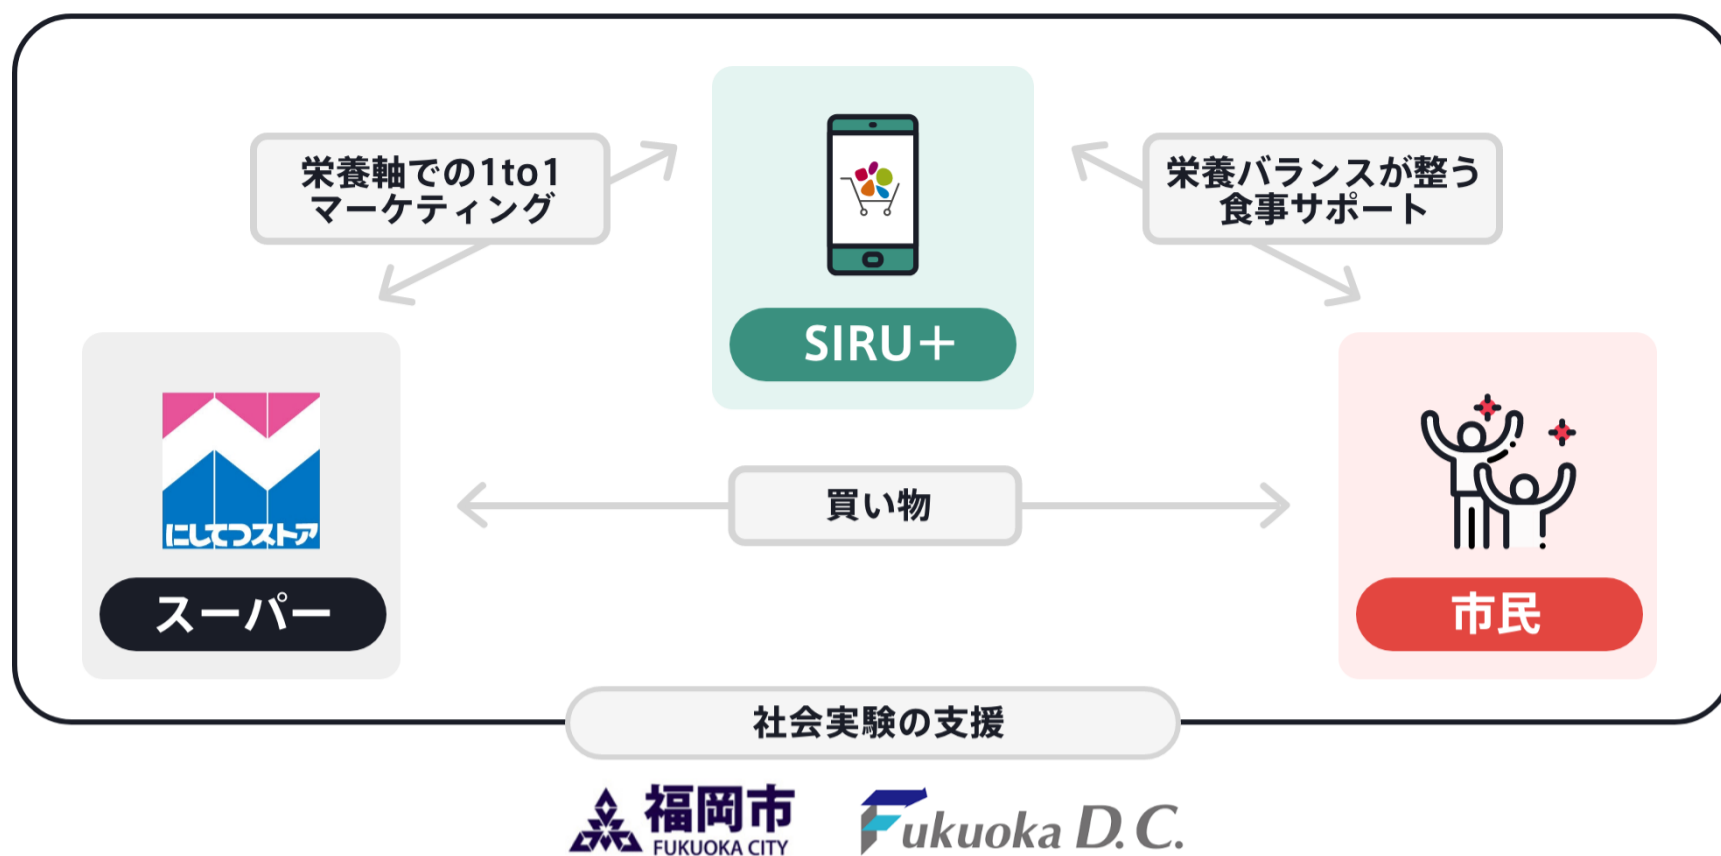 栄養軸での1to1
マーケティング
栄養バランスが整う
食事サポート
SIRU＋
買い物
にしてつストア
スーパー
市民
社会実験の支援
福岡市
FUKUOKA CITY
Fukuoka D.C.